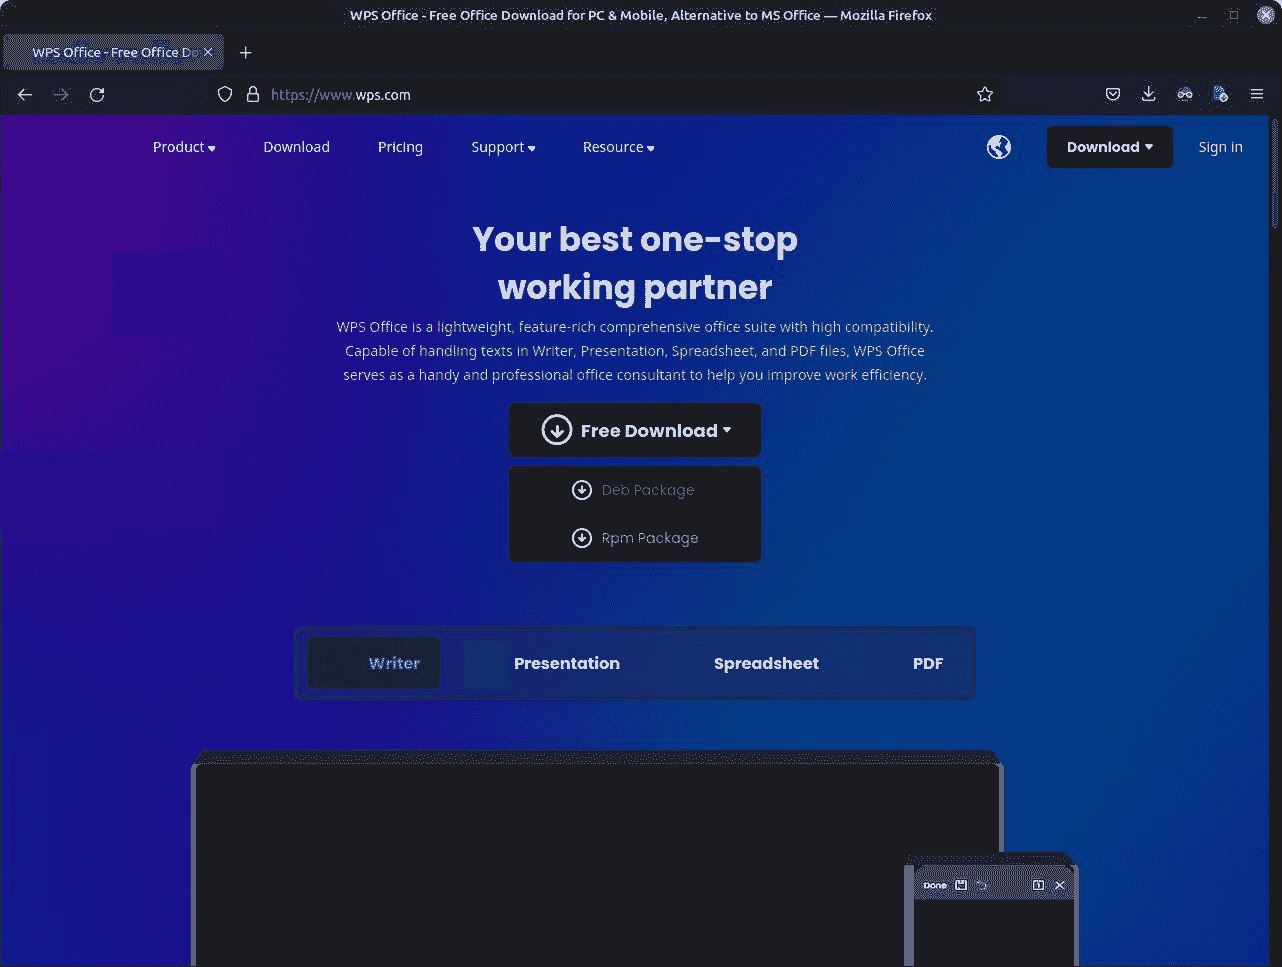 WPS Office - Free Office Download for PC & Mobile, Alternative to MS Office — Mozilla Firefox
WPS Office - Free Office Do
https://www.wps.com
Product
Download
Pricing
Support
Resource
Download
Sign in
Your best one-stop
working partner
WPS Office is a lightweight, feature-rich comprehensive office suite with high compatibility.
Capable of handling texts in Writer, Presentation, Spreadsheet, and PDF files, WPS Office
serves as a handy and professional office consultant to help you improve work efficiency.
Free Download
Deb Package
Rpm Package
Writer
Presentation
Spreadsheet
PDF
Done